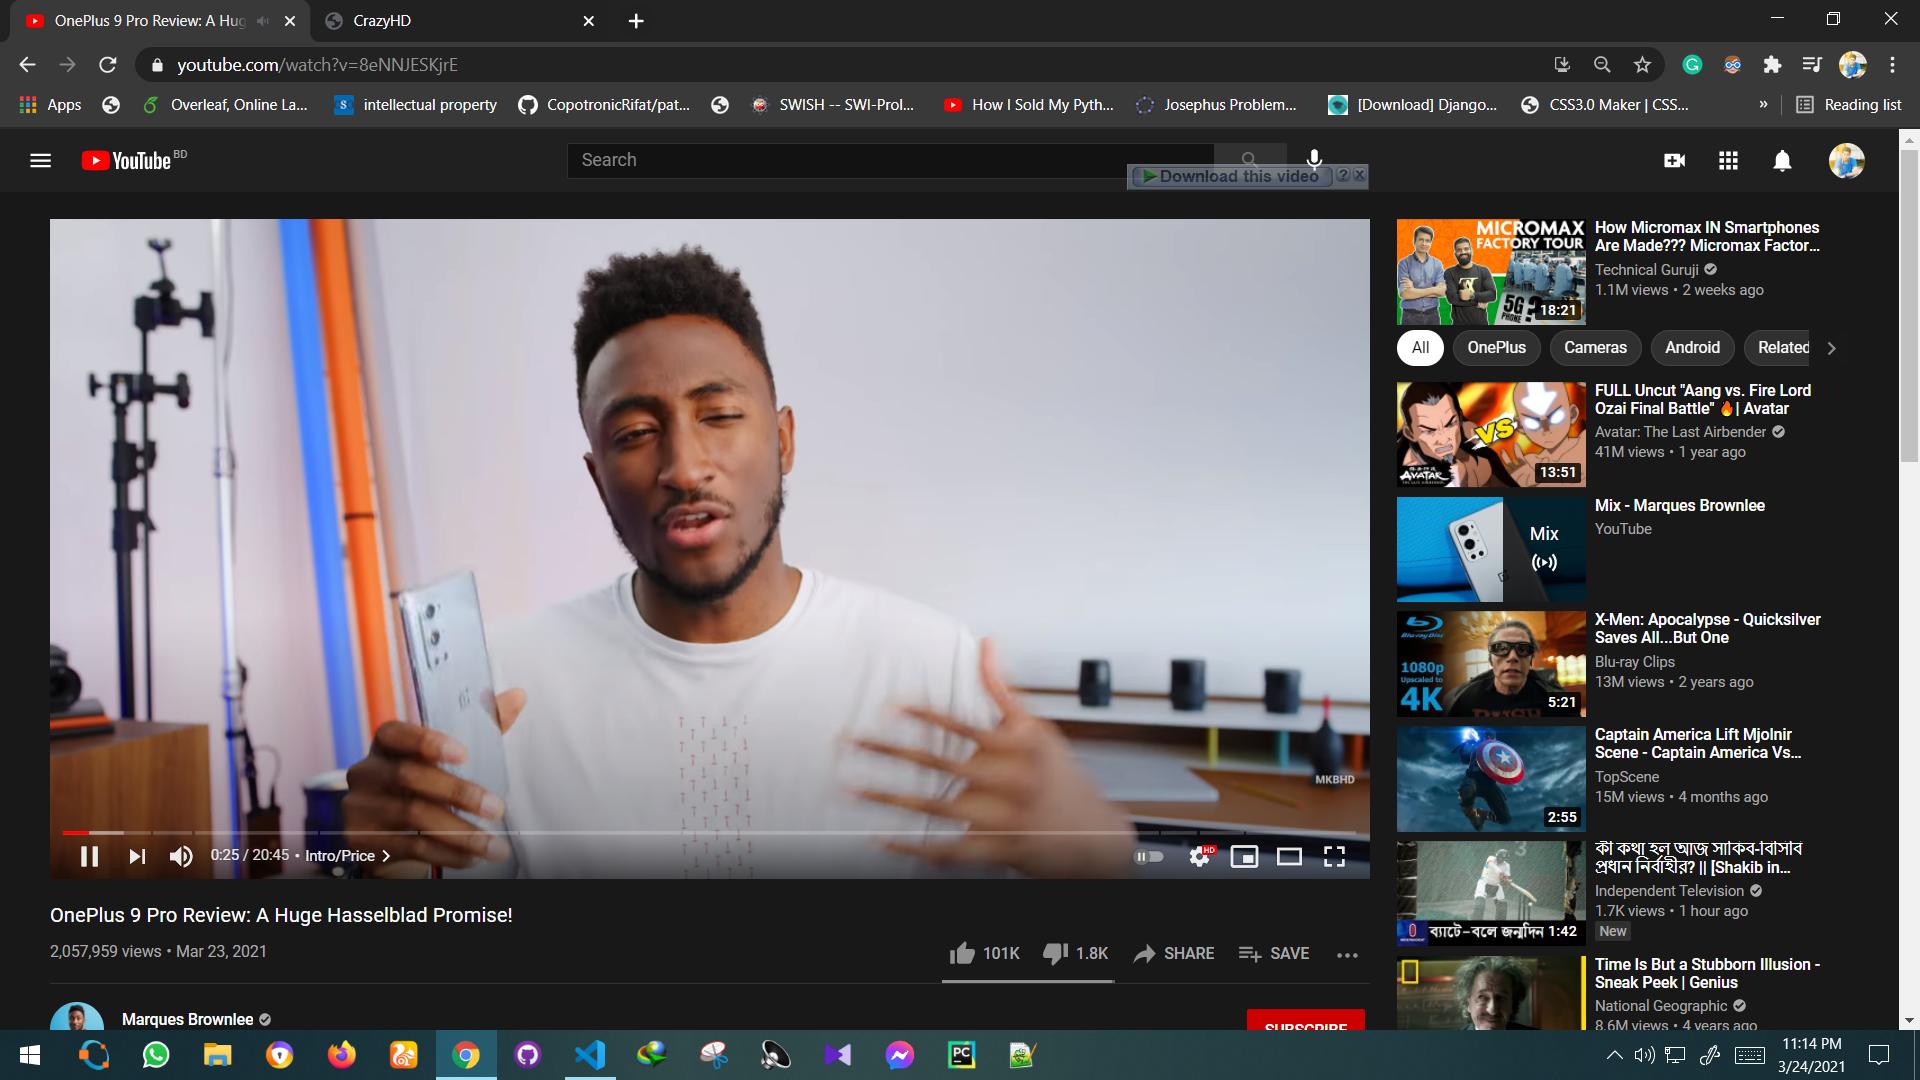 OnePlus 9 Pro Review: A Hug
CrazyHD
youtube.com/watch?v=8eNNJESKjrE
Apps
Overleaf, Online La...
intellectual property
CopotronicRifat/pat...
SWISH -- SWI-Prol...
How I Sold My Pyth...
Josephus Problem...
[Download] Django...
CSS3.0 Maker | CSS...
»
Reading list
YouTube BD
Search
Download this video
MICROMAX
FACTORY TOUR
5G ?
PHONE
18:21
How Micromax IN Smartphones
Are Made??? Micromax Factor...
Technical Guruji
1.1M views • 2 weeks ago
All
OnePlus
Cameras
Android
Related
VS
AVATAR
13:51
FULL Uncut "Aang vs. Fire Lord
Ozai Final Battle" 🔥| Avatar
Avatar: The Last Airbender
41M views • 1 year ago
Mix
Mix - Marques Brownlee
YouTube
Blu-ray Disc
1080p
Upscaled to
4K
RUSH
5:21
X-Men: Apocalypse - Quicksilver
Saves All...But One
Blu-ray Clips
13M views • 2 years ago
2:55
Captain America Lift Mjolnir
Scene - Captain America Vs...
TopScene
15M views • 4 months ago
3
ব্যাটে-বলে জন্মদিন
1:42
কী কথা হল আজ সাকিব-বিসিবি
প্রধান নির্বাহীর? || [Shakib in...
Independent Television
1.7K views • 1 hour ago
New
Time Is But a Stubborn Illusion -
Sneak Peek | Genius
National Geographic
8.6M views • 4 years ago
MKBHD
0:25 / 20:45 • Intro/Price
HD
OnePlus 9 Pro Review: A Huge Hasselblad Promise!
2,057,959 views • Mar 23, 2021
101K
1.8K
SHARE
SAVE
Marques Brownlee
SUBSCRIBE
PC
11:14 PM
3/24/2021